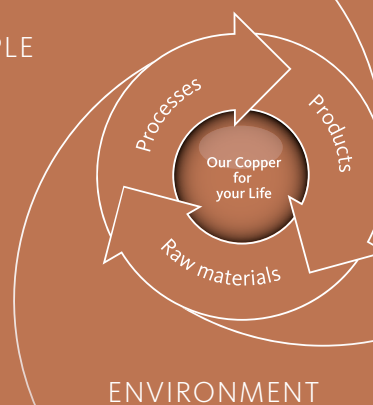 PLE
Processes
Products
Our Copper
for
your Life
Raw materials
ENVIRONMENT